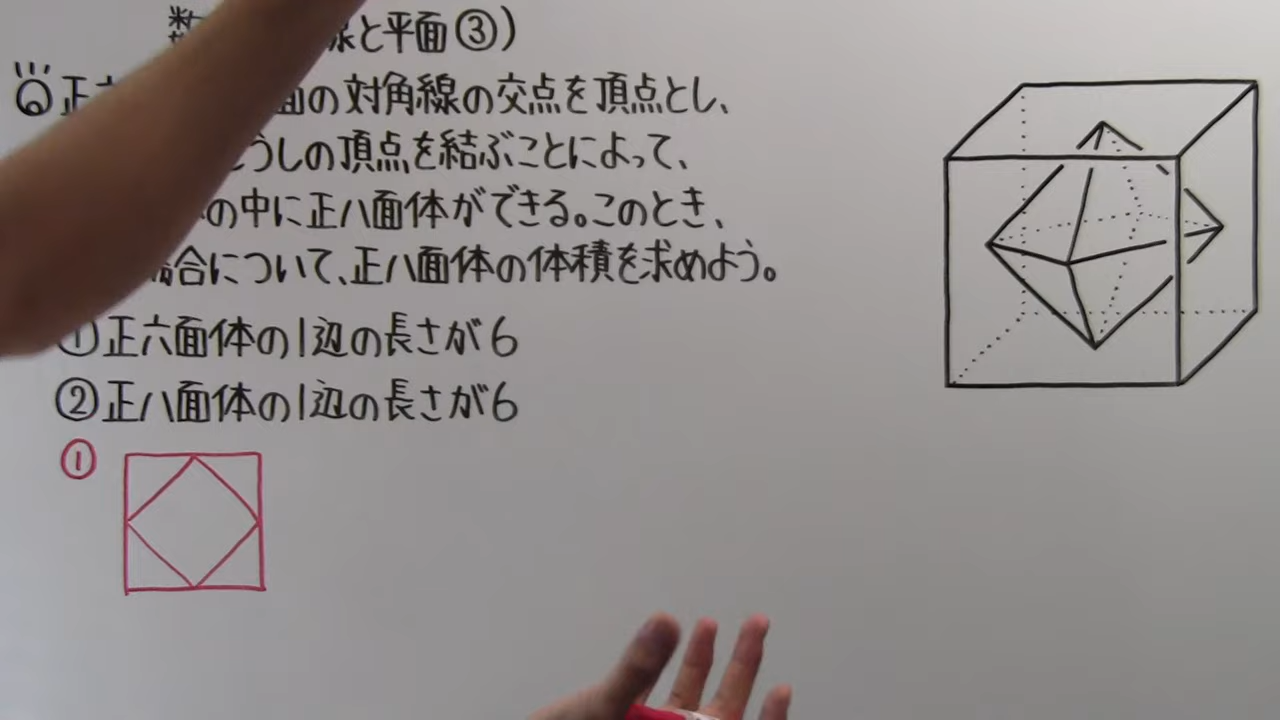 数 線と平面③)
正六 面の対角線の交点を頂点とし、
うしの頂点を結ぶことによって、
の中に正八面体ができる。このとき、
場合について、正八面体の体積を求めよう。
①正六面体の1辺の長さが6
②正八面体の1辺の長さが6
①